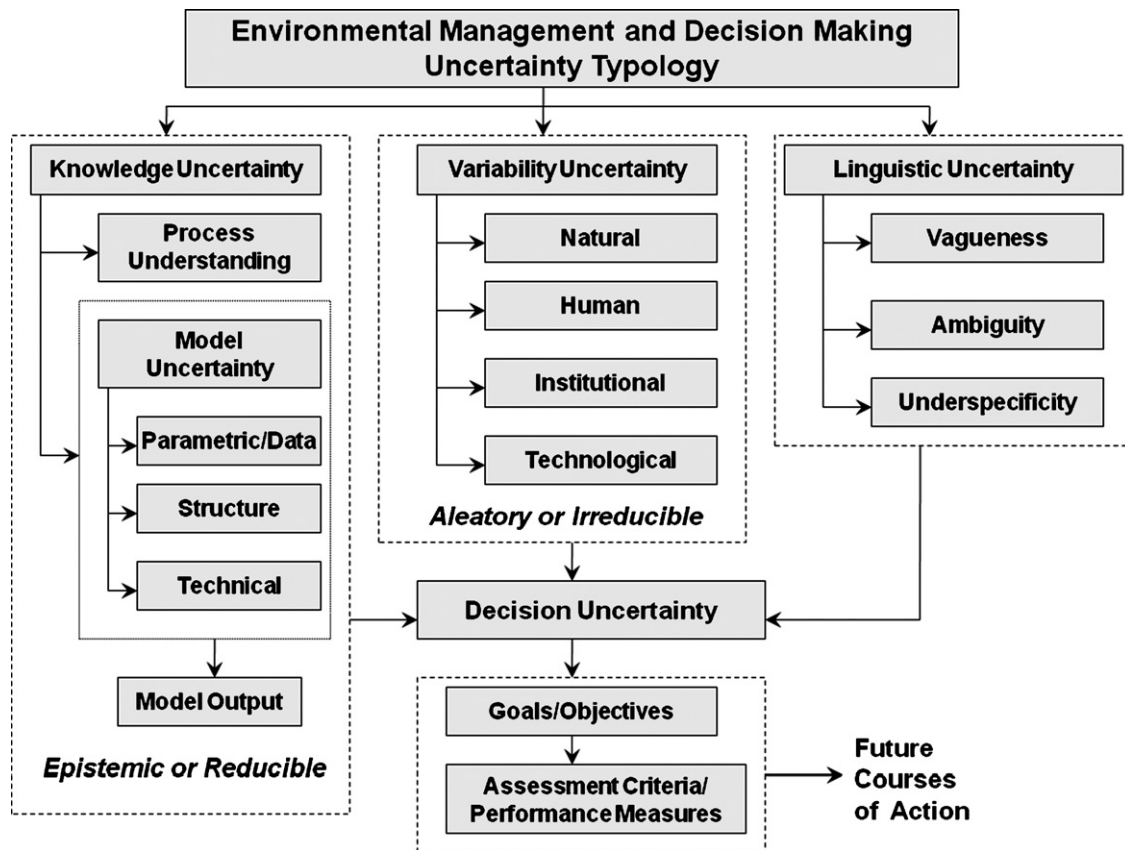 Environmental Management and Decision Making
Uncertainty Typology
Knowledge Uncertainty
Process
Understanding
Model
Uncertainty
Parametric/Data
Structure
Technical
Model Output
Epistemic or Reducible
Variability Uncertainty
Natural
Human
Institutional
Technological
Aleatory or Irreducible
Linguistic Uncertainty
Vagueness
Ambiguity
Underspecificity
Decision Uncertainty
Goals/Objectives
Assessment Criteria/
Performance Measures
Future
Courses
of Action